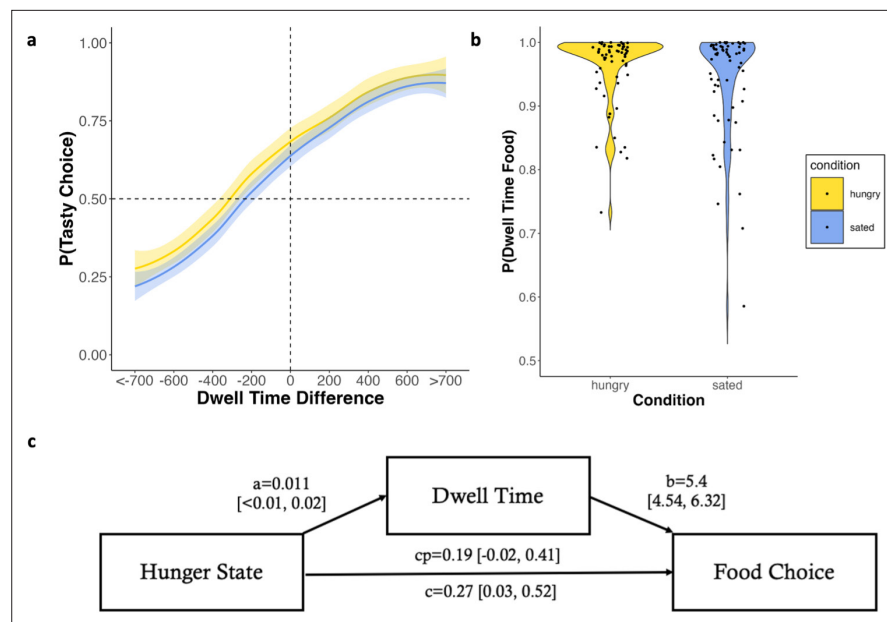 a
b
1.00
0.75
0.50
0.25
0.00
P(Tasty Choice)
<-700 -600 -400 -200 0 200 400 600 >700
Dwell Time Difference
1.0
0.9
0.8
0.7
0.6
0.5
P(Dwell Time Food)
hungry sated
Condition
condition
hungry
sated
c
a=0.011
[<0.01, 0.02]
Dwell Time
b=5.4
[4.54, 6.32]
Hunger State
cp=0.19 [-0.02, 0.41]
c=0.27 [0.03, 0.52]
Food Choice